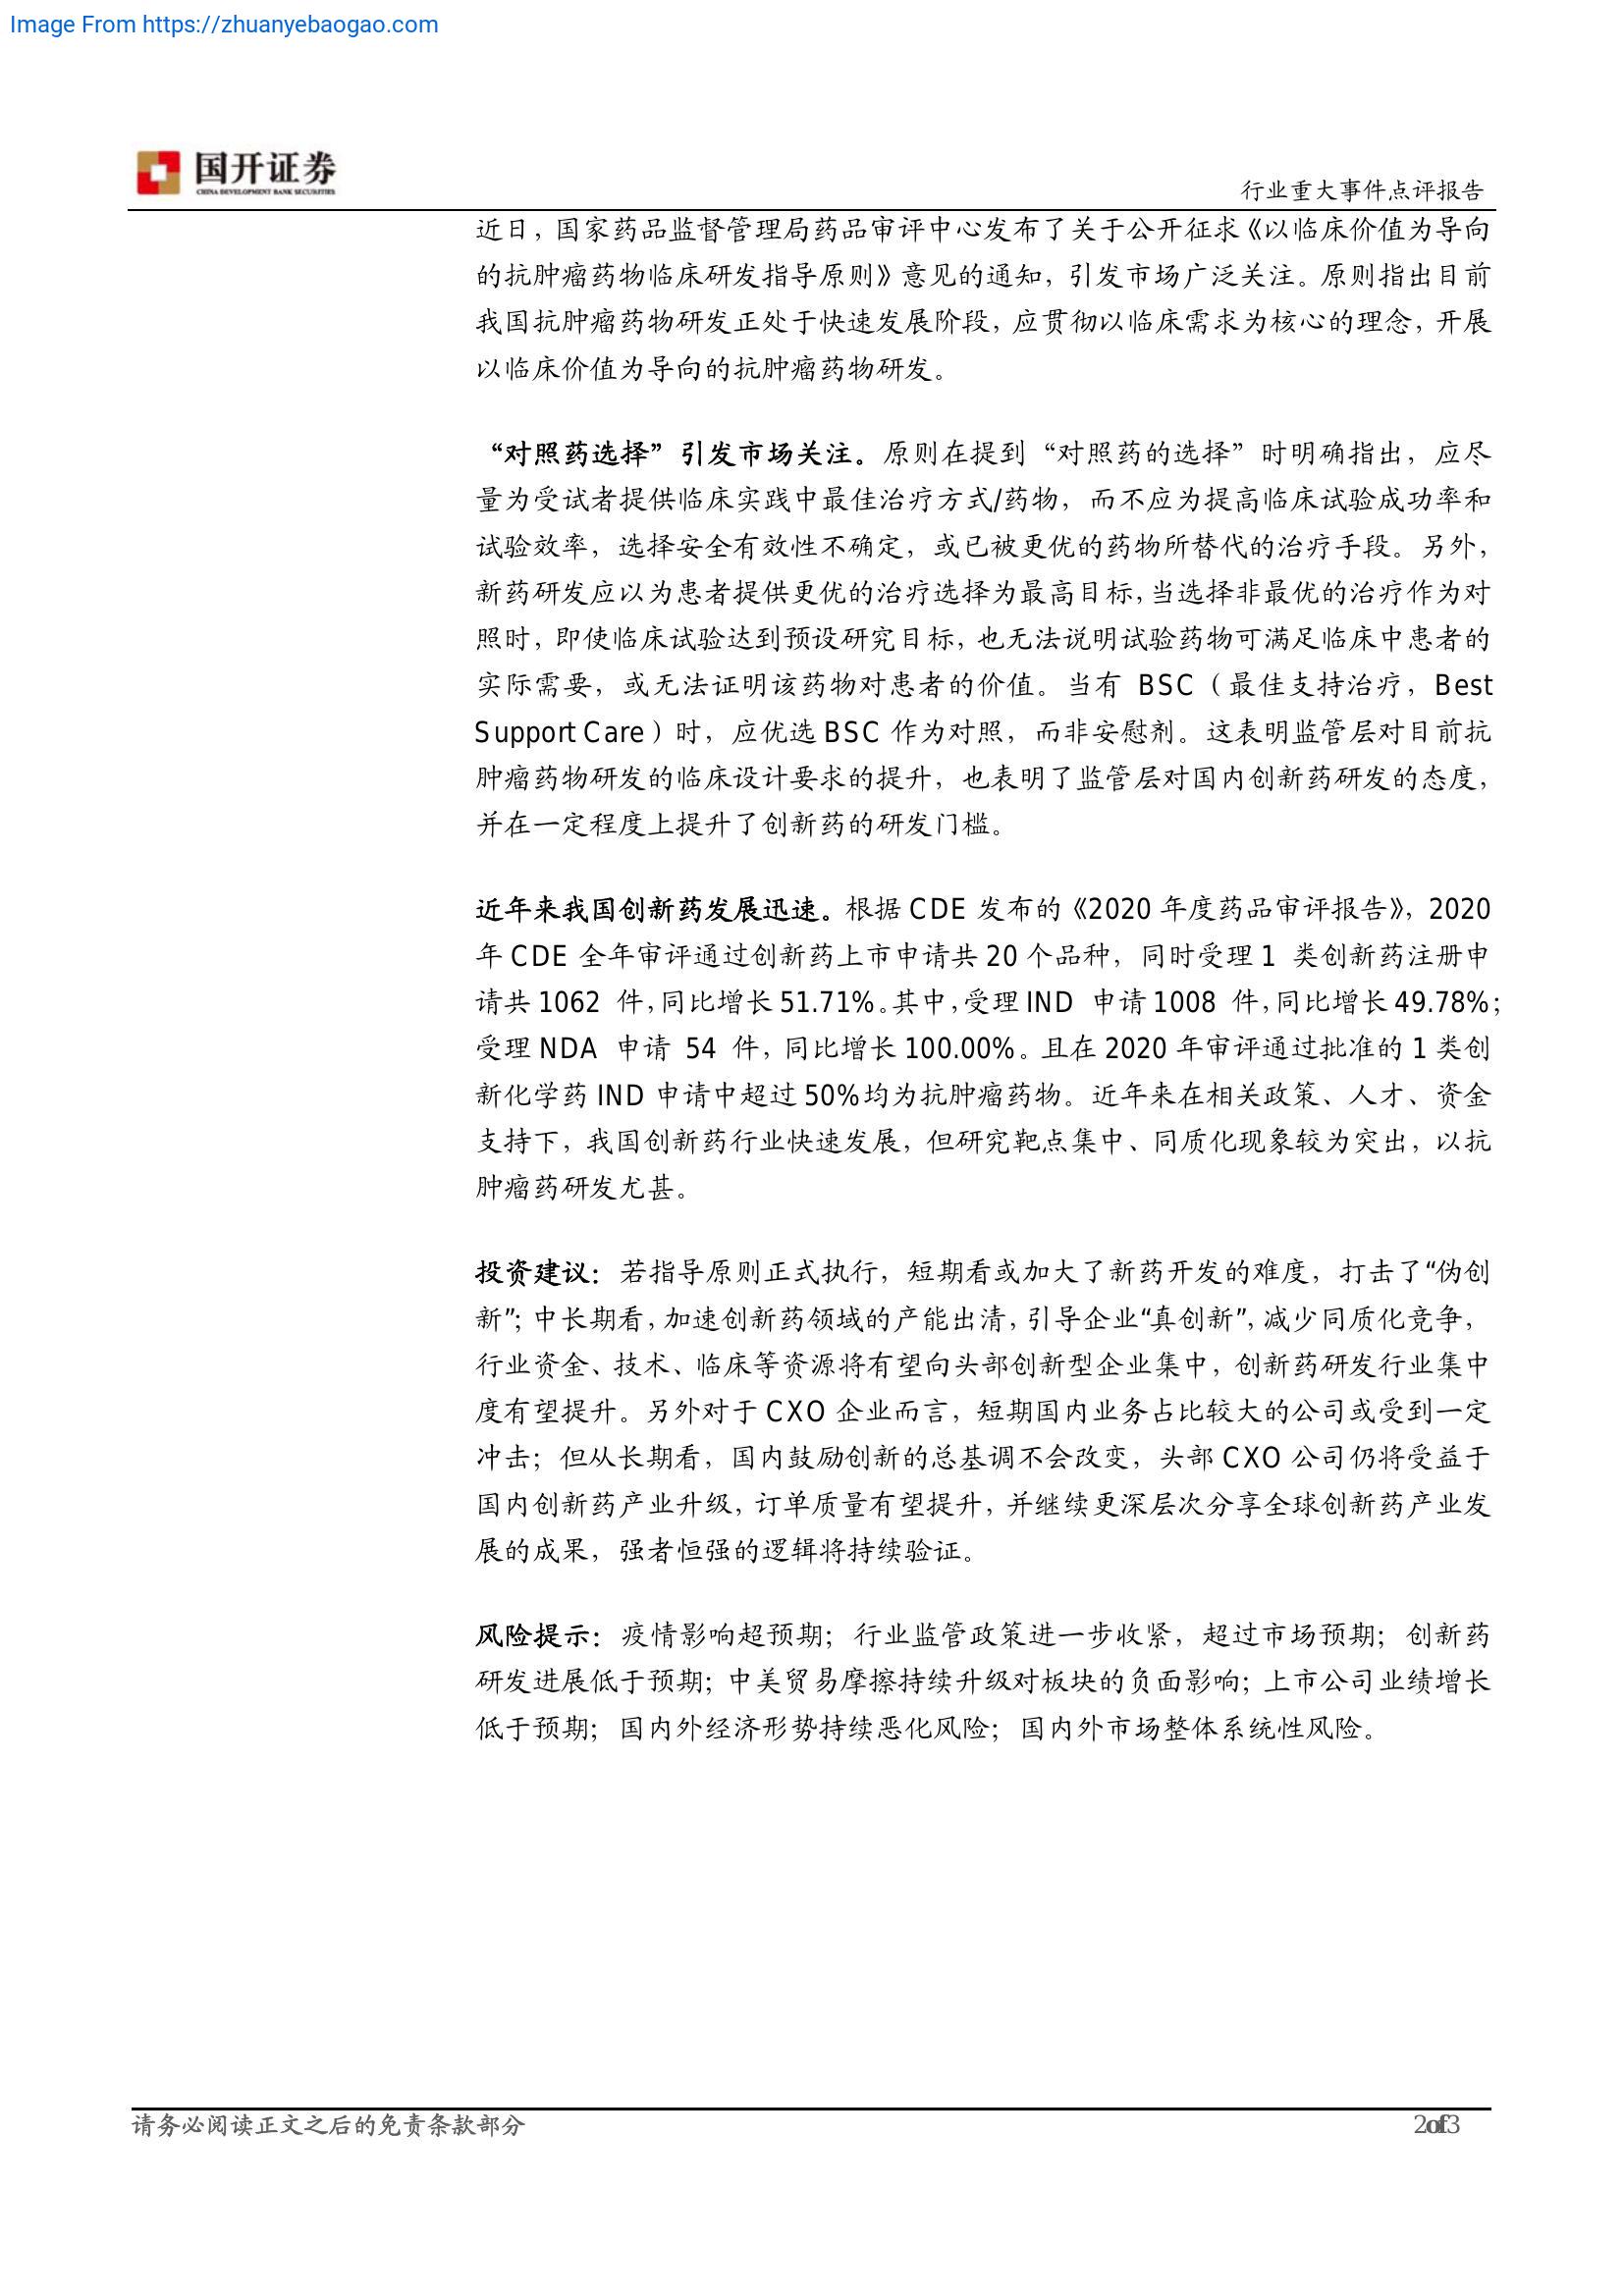 Image From https://zhuanyebaogao.com
国开证券
CHINA DEVELOPMENT BANK SECURITIES
行业重大事件点评报告
近日，国家药品监督管理局药品审评中心发布了关于公开征求《以临床价值为导向
的抗肿瘤药物临床研发指导原则》意见的通知，引发市场广泛关注。原则指出目前
我国抗肿瘤药物研发正处于快速发展阶段，应贯彻以临床需求为核心的理念，开展
以临床价值为导向的抗肿瘤药物研发。
“对照药选择”引发市场关注。原则在提到“对照药的选择”时明确指出，应尽
量为受试者提供临床实践中最佳治疗方式/药物，而不应为提高临床试验成功率和
试验效率，选择安全有效性不确定，或已被更优的药物所替代的治疗手段。另外，
新药研发应以为患者提供更优的治疗选择为最高目标，当选择非最优的治疗作为对
照时，即使临床试验达到预设研究目标，也无法说明试验药物可满足临床中患者的
实际需要，或无法证明该药物对患者的价值。当有 BSC（最佳支持治疗，Best
Support Care）时，应优选 BSC 作为对照，而非安慰剂。这表明监管层对目前抗
肿瘤药物研发的临床设计要求的提升，也表明了监管层对国内创新药研发的态度，
并在一定程度上提升了创新药的研发门槛。
近年来我国创新药发展迅速。根据 CDE 发布的《2020 年度药品审评报告》，2020
年 CDE 全年审评通过创新药上市申请共 20 个品种，同时受理 1 类创新药注册申
请共 1062 件，同比增长 51.71%。其中，受理 IND 申请 1008 件，同比增长 49.78%；
受理 NDA 申请 54 件，同比增长 100.00%。且在 2020 年审评通过批准的 1 类创
新化学药 IND 申请中超过 50%均为抗肿瘤药物。近年来在相关政策、人才、资金
支持下，我国创新药行业快速发展，但研究靶点集中、同质化现象较为突出，以抗
肿瘤药研发尤甚。
投资建议：若指导原则正式执行，短期看或加大了新药开发的难度，打击了“伪创
新”；中长期看，加速创新药领域的产能出清，引导企业“真创新”，减少同质化竞争，
行业资金、技术、临床等资源将有望向头部创新型企业集中，创新药研发行业集中
度有望提升。另外对于 CXO 企业而言，短期国内业务占比较大的公司或受到一定
冲击；但从长期看，国内鼓励创新的总基调不会改变，头部 CXO 公司仍将受益于
国内创新药产业升级，订单质量有望提升，并继续更深层次分享全球创新药产业发
展的成果，强者恒强的逻辑将持续验证。
风险提示：疫情影响超预期；行业监管政策进一步收紧，超过市场预期；创新药
研发进展低于预期；中美贸易摩擦持续升级对板块的负面影响；上市公司业绩增长
低于预期；国内外经济形势持续恶化风险；国内外市场整体系统性风险。
请务必阅读正文之后的免责条款部分
2of3